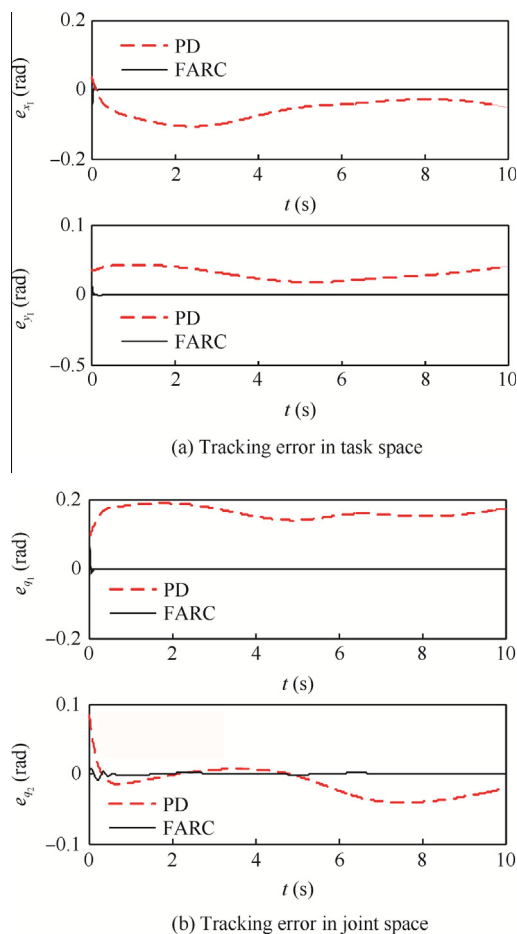 0.2
PD
FARC
e_{x_1} (rad)
0
−0.2
0 2 4 6 8 10
t (s)
0.1
e_{y_1} (rad)
0
PD
FARC
−0.5
0 2 4 6 8 10
t (s)
(a) Tracking error in task space
0.2
e_{q_1} (rad)
0
PD
FARC
−0.2
0 2 4 6 8 10
t (s)
0.1
e_{q_2} (rad)
0
PD
FARC
−0.1
0 2 4 6 8 10
t (s)
(b) Tracking error in joint space